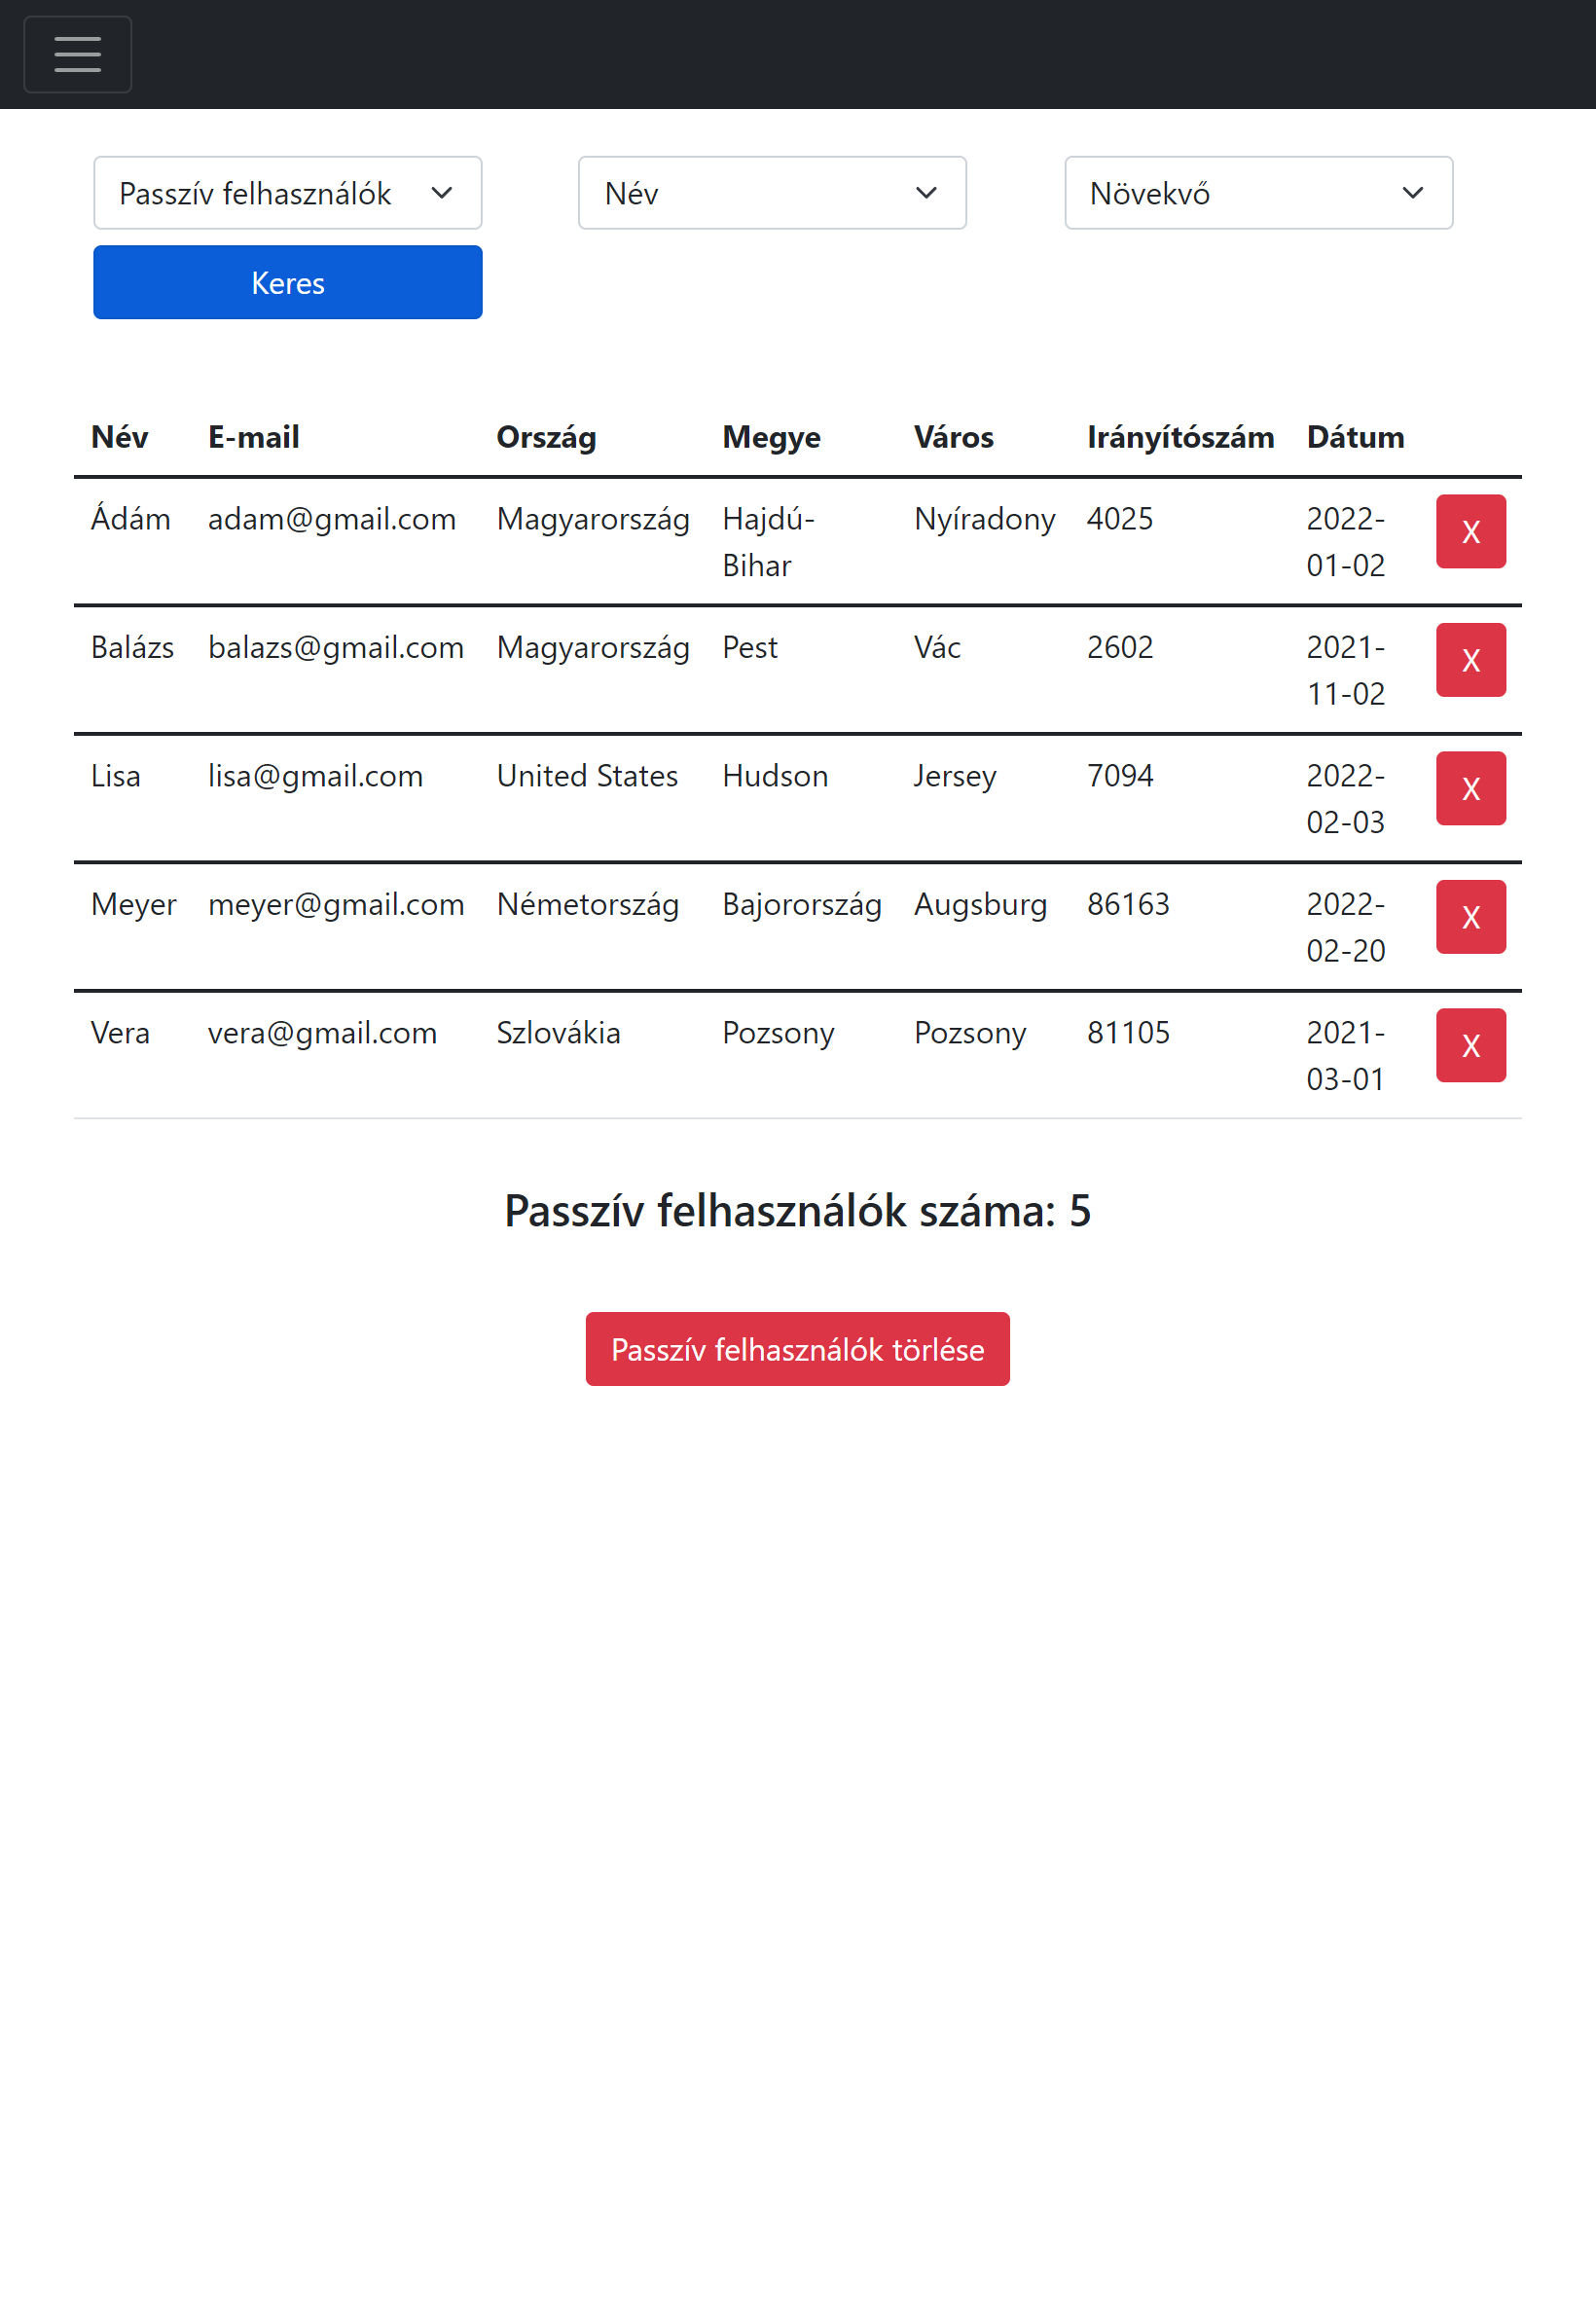 Passzív felhasználók Név Növekvő
Keres
Név E-mail Ország Megye Város Irányítószám Dátum
Ádám adam@gmail.com Magyarország Hajdú- Nyíradony 4025 2022- X
Bihar 01-02
Balázs balazs@gmail.com Magyarország Pest Vác 2602 2021- X
11-02
Lisa lisa@gmail.com United States Hudson Jersey 7094 2022- X
02-03
Meyer meyer@gmail.com Németország Bajorország Augsburg 86163 2022- X
02-20
Vera vera@gmail.com Szlovákia Pozsony Pozsony 81105 2021- X
03-01
Passzív felhasználók száma: 5
Passzív felhasználók törlése